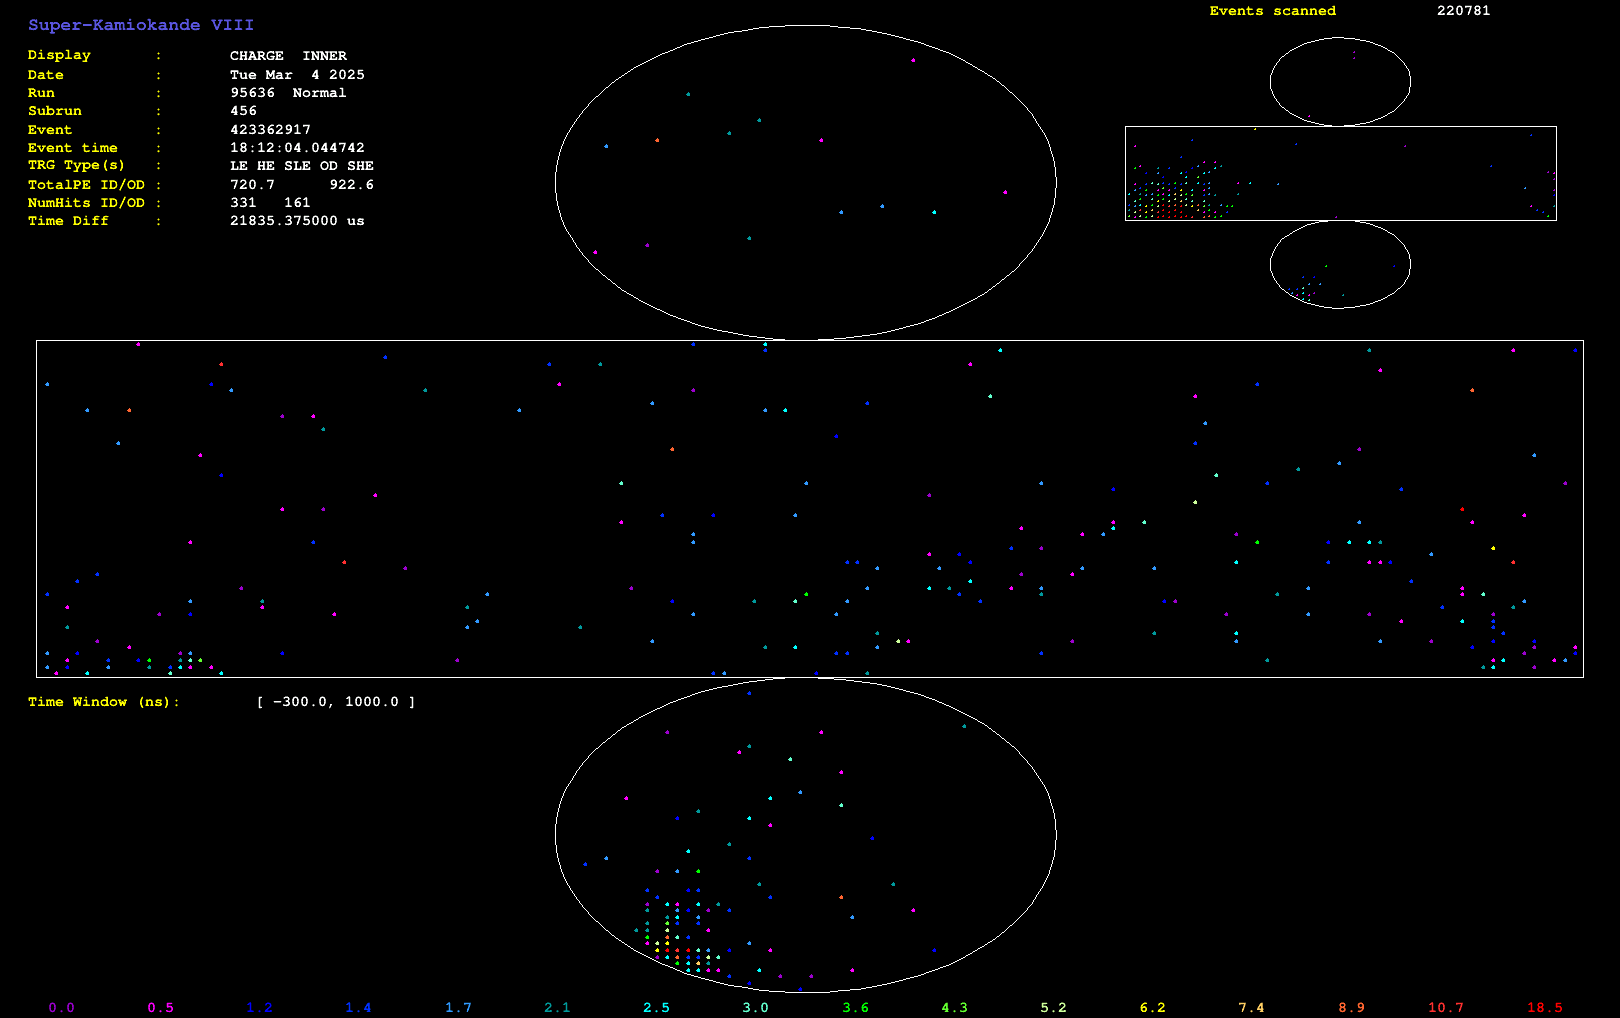 Super-Kamiokande VIII
Events scanned 220781
Display : CHARGE INNER
Date : Tue Mar 4 2025
Run : 95636 Normal
Subrun : 456
Event : 423362917
Event time : 18:12:04.044742
TRG Type(s) : LE HE SLE OD SHE
TotalPE ID/OD : 720.7 922.6
NumHits ID/OD : 331 161
Time Diff : 21835.375000 us
Time Window (ns): [ -300.0, 1000.0 ]
0.0 0.5 1.2 1.4 1.7 2.1 2.5 3.0 3.6 4.3 5.2 6.2 7.4 8.9 10.7 18.5